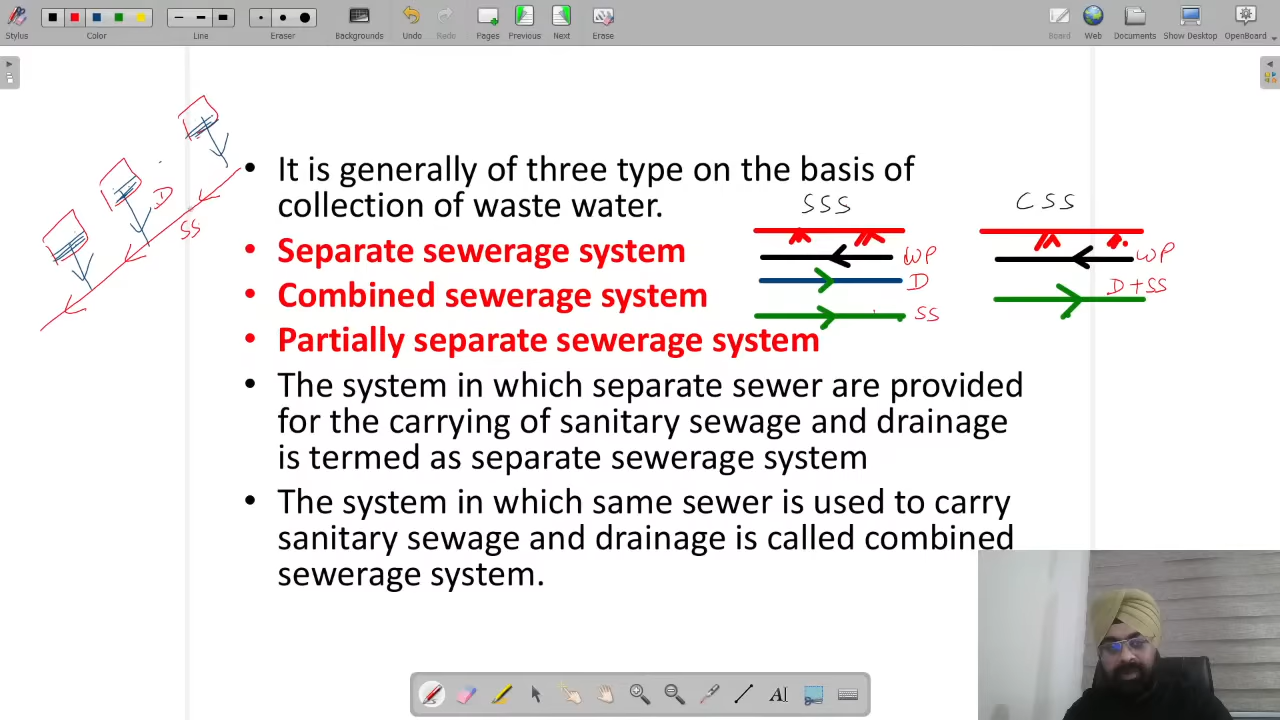 Stylus
Color
Line
Eraser
Backgrounds
Undo
Redo
Pages
Previous
Next
Erase
Board
Web
Documents
Show Desktop
OpenBoard
• It is generally of three type on the basis of
collection of waste water.
• Separate sewerage system
• Combined sewerage system
• Partially separate sewerage system
• The system in which separate sewer are provided
for the carrying of sanitary sewage and drainage
is termed as separate sewerage system
• The system in which same sewer is used to carry
sanitary sewage and drainage is called combined
sewerage system.
D
SS
SSS
WP
D
SS
CSS
WP
D+SS
AI